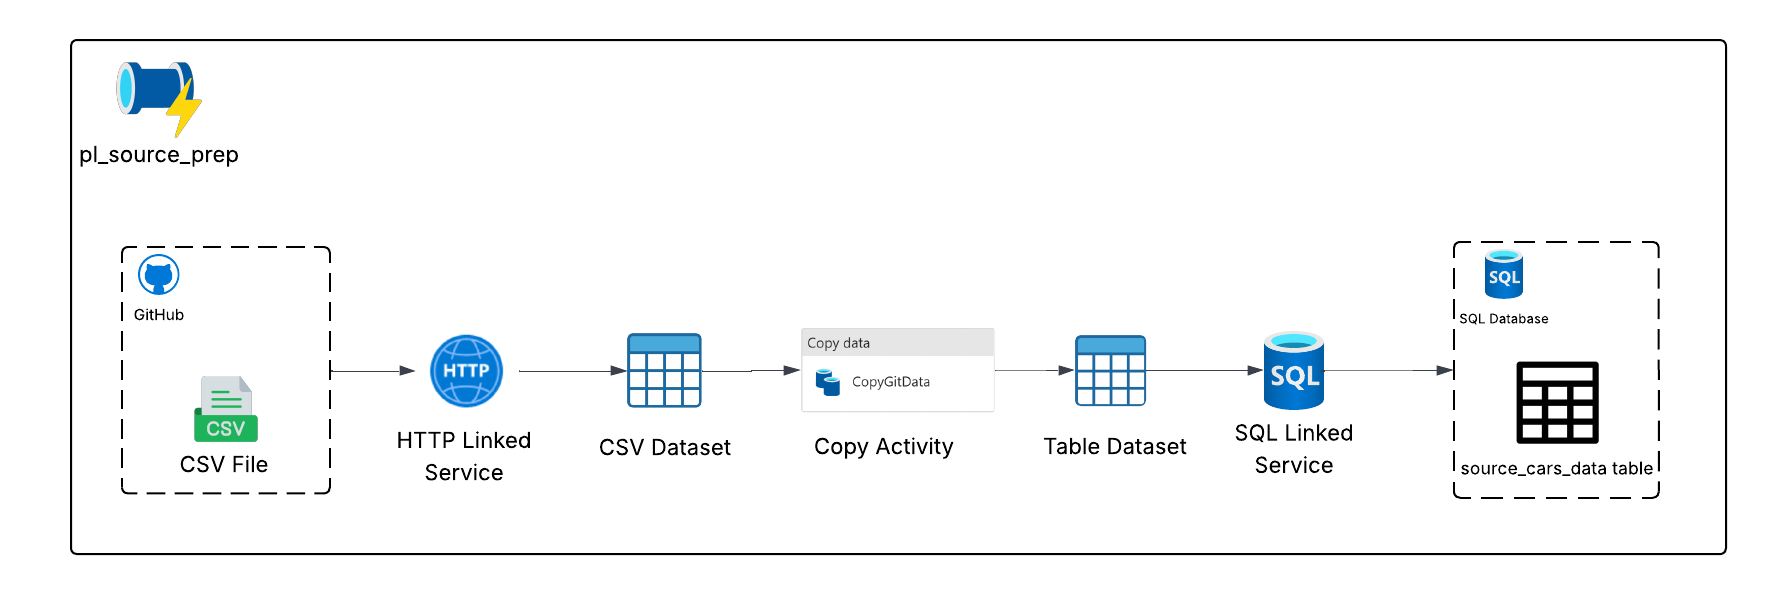 pl_source_prep
GitHub
CSV
CSV File
HTTP
HTTP Linked
Service
CSV Dataset
Copy data
CopyGitData
Copy Activity
Table Dataset
SQL
SQL Linked
Service
SQL
SQL Database
source_cars_data table